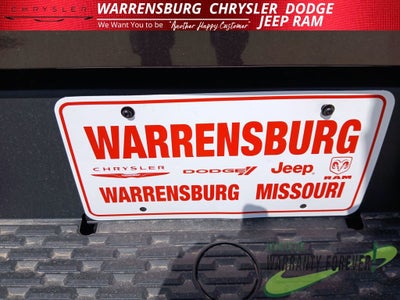 CHRYSLER
WARRENSBURG CHRYSLER DODGE
JEEP RAM
We Want You to be "Another Happy Customer"
WARRENSBURG
CHRYSLER DODGE Jeep RAM
WARRENSBURG MISSOURI
WARRANTY FOREVER